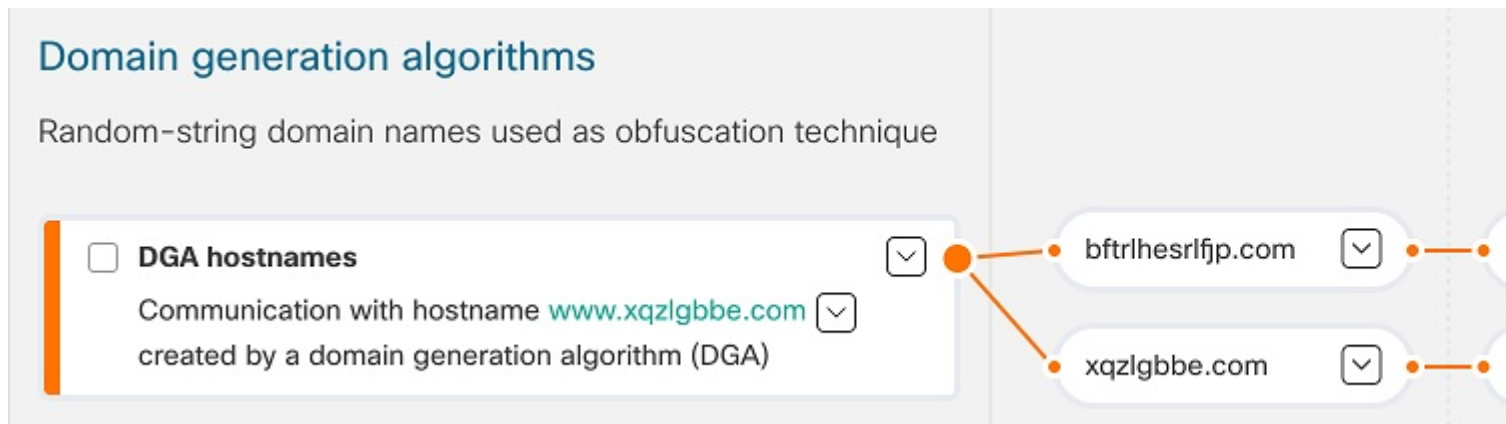 Domain generation algorithms
Random-string domain names used as obfuscation technique
DGA hostnames
Communication with hostname www.xqzlgbbe.com
created by a domain generation algorithm (DGA)
bftrlhesrlfjp.com
xqzlgbbe.com